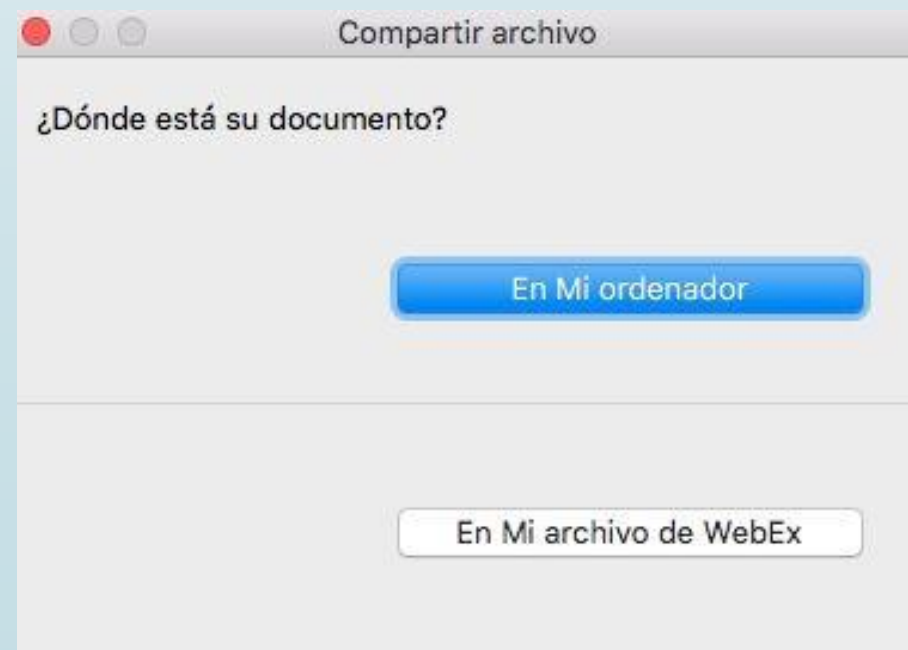 Compartir archivo
¿Dónde está su documento?
En Mi ordenador
En Mi archivo de WebEx